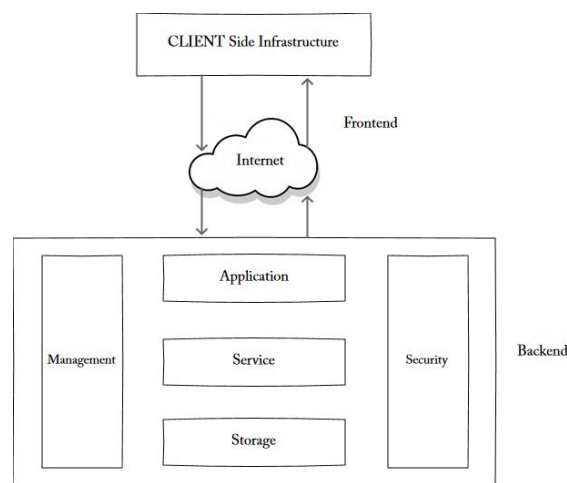 CLIENT Side Infrastructure
Frontend
Internet
Application
Management
Service
Security
Backend
Storage